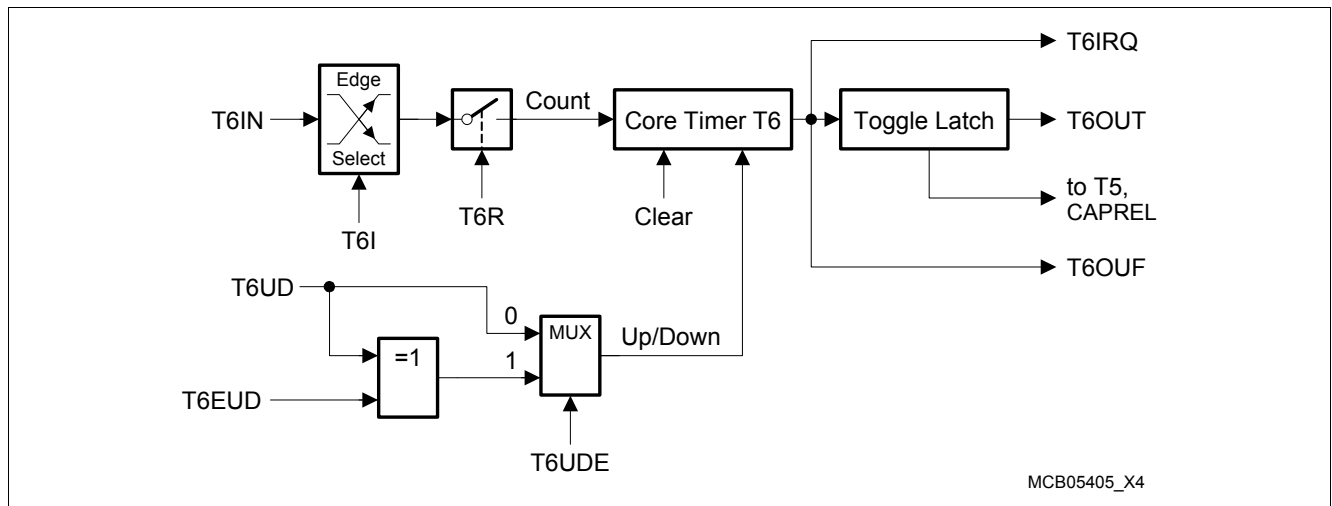 T6IRQ
Edge
Count
T6IN
Core Timer T6
Toggle Latch
T6OUT
Select
to T5,
CAPREL
T6R
Clear
T6I
T6OUF
T6UD
0
MUX
Up/Down
=1
1
T6EUD
T6UDE
MCB05405_X4